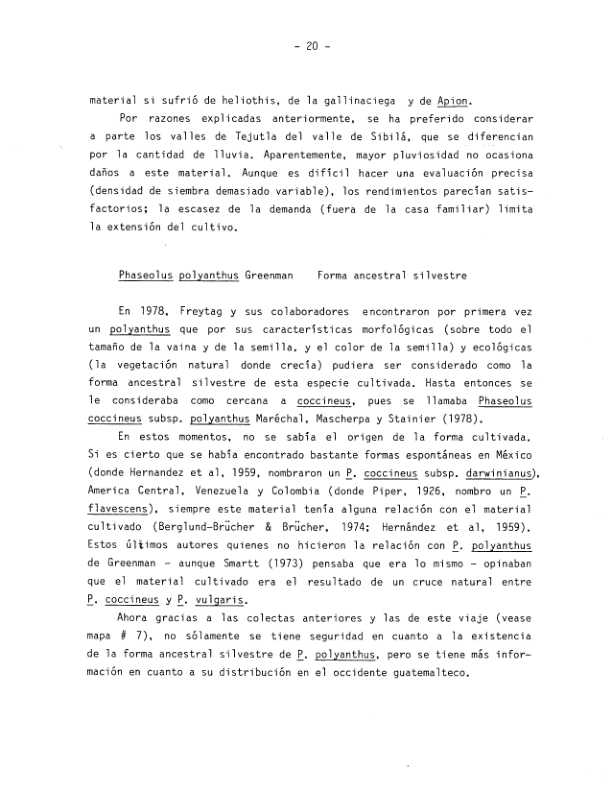 - 20 -
material si sufrió de heliothis, de la gallinaciega y de Apion.
Por razones explicadas anteriormente, se ha preferido considerar
a parte los valles de Tejutla del valle de Sibilá, que se diferencian
por la cantidad de lluvia. Aparentemente, mayor pluviosidad no ocasiona
daños a este material. Aunque es difícil hacer una evaluación precisa
(densidad de siembra demasiado variable), los rendimientos parecían satis-
factorios; la escasez de la demanda (fuera de la casa familiar) limita
la extensión del cultivo.
Phaseolus polyanthus Greenman Forma ancestral silvestre
En 1978, Freytag y sus colaboradores encontraron por primera vez
un polyanthus que por sus características morfológicas (sobre todo el
tamaño de la vaina y de la semilla, y el color de la semilla) y ecológicas
(la vegetación natural donde crecía) pudiera ser considerado como la
forma ancestral silvestre de esta especie cultivada. Hasta entonces se
le consideraba como cercana a coccineus, pues se llamaba Phaseolus
coccineus subsp. polyanthus Maréchal, Mascherpa y Stainier (1978).
En estos momentos, no se sabía el origen de la forma cultivada.
Si es cierto que se había encontrado bastante formas espontáneas en México
(donde Hernandez et al, 1959, nombraron un P. coccineus subsp. darwinianus),
America Central, Venezuela y Colombia (donde Piper, 1926, nombro un P.
flavescens), siempre este material tenía alguna relación con el material
cultivado (Berglund-Brücher & Brücher, 1974; Hernández et al, 1959).
Estos últimos autores quienes no hicieron la relación con P. polyanthus
de Greenman - aunque Smartt (1973) pensaba que era lo mismo - opinaban
que el material cultivado era el resultado de un cruce natural entre
P. coccineus y P. vulgaris.
Ahora gracias a las colectas anteriores y las de este viaje (vease
mapa # 7), no sólamente se tiene seguridad en cuanto a la existencia
de la forma ancestral silvestre de P. polyanthus, pero se tiene más infor-
mación en cuanto a su distribución en el occidente guatemalteco.